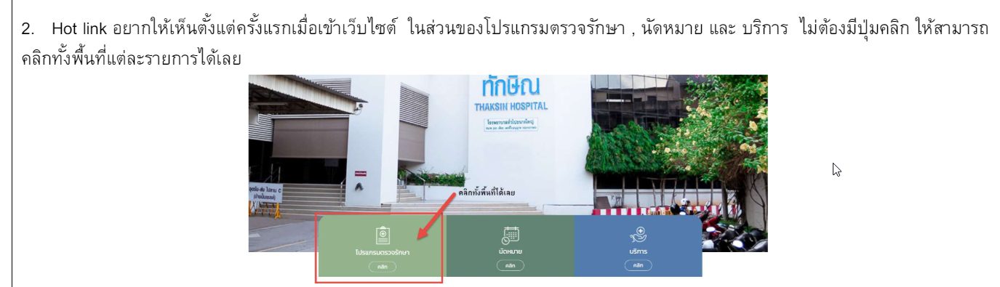 2. Hot link อยากให้เห็นตั้งแต่ครั้งแรกเมื่อเข้าเว็บไซต์ ในส่วนของโปรแกรมตรวจรักษา , นัดหมาย และ บริการ ไม่ต้องมีปุ่มคลิก ให้สามารถ
คลิกทั้งพื้นที่แต่ละรายการได้เลย
ทักษิณ
THAKSIN HOSPITAL
คลิกทั้งพื้นที่ได้เลย
โปรแกรมตรวจรักษา นัดหมาย บริการ
คลิก คลิก คลิก